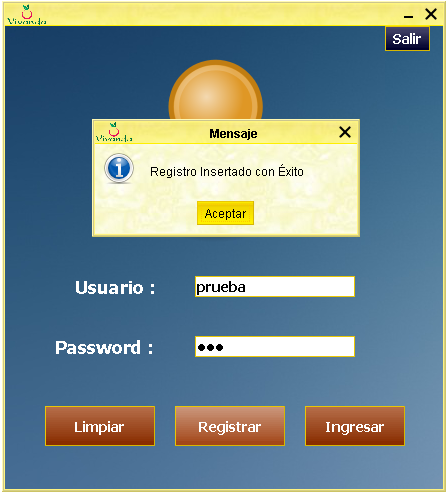 Vivanda
Salir
Vivanda
Mensaje
Registro Insertado con Éxito
Aceptar
Usuario :
prueba
Password :
●●●
Limpiar
Registrar
Ingresar